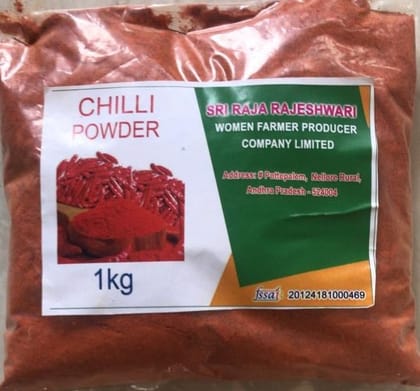 CHILLI
POWDER
1kg
SRI RAJA RAJESHWARI
WOMEN FARMER PRODUCER
COMPANY LIMITED
Address: # Pottepalem, Nellore Rural,
Andhra Pradesh - 524004
fssai 20124181000469